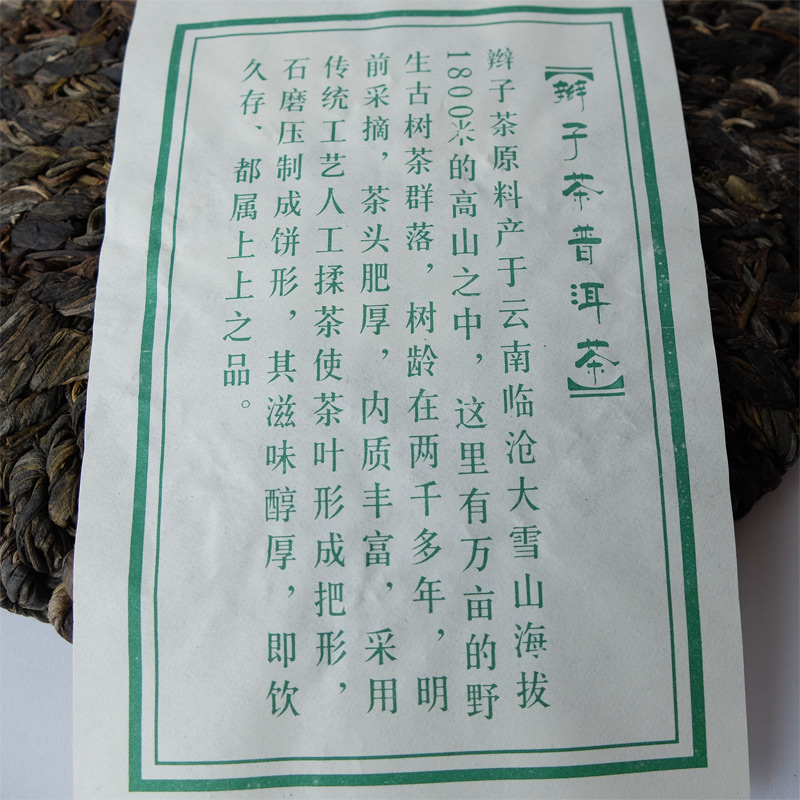 【辫子茶普洱茶】
辫子茶原料产于云南临沧大雪山海拔
1800米的高山之中，这里有万亩的野
生古树茶群落，树龄在两千多年，明
前采摘，茶头肥厚，内质丰富，采用
传统工艺人工揉茶使茶叶形成把形，
石磨压制成饼形，其滋味醇厚，即饮
久存、都属上上之品。